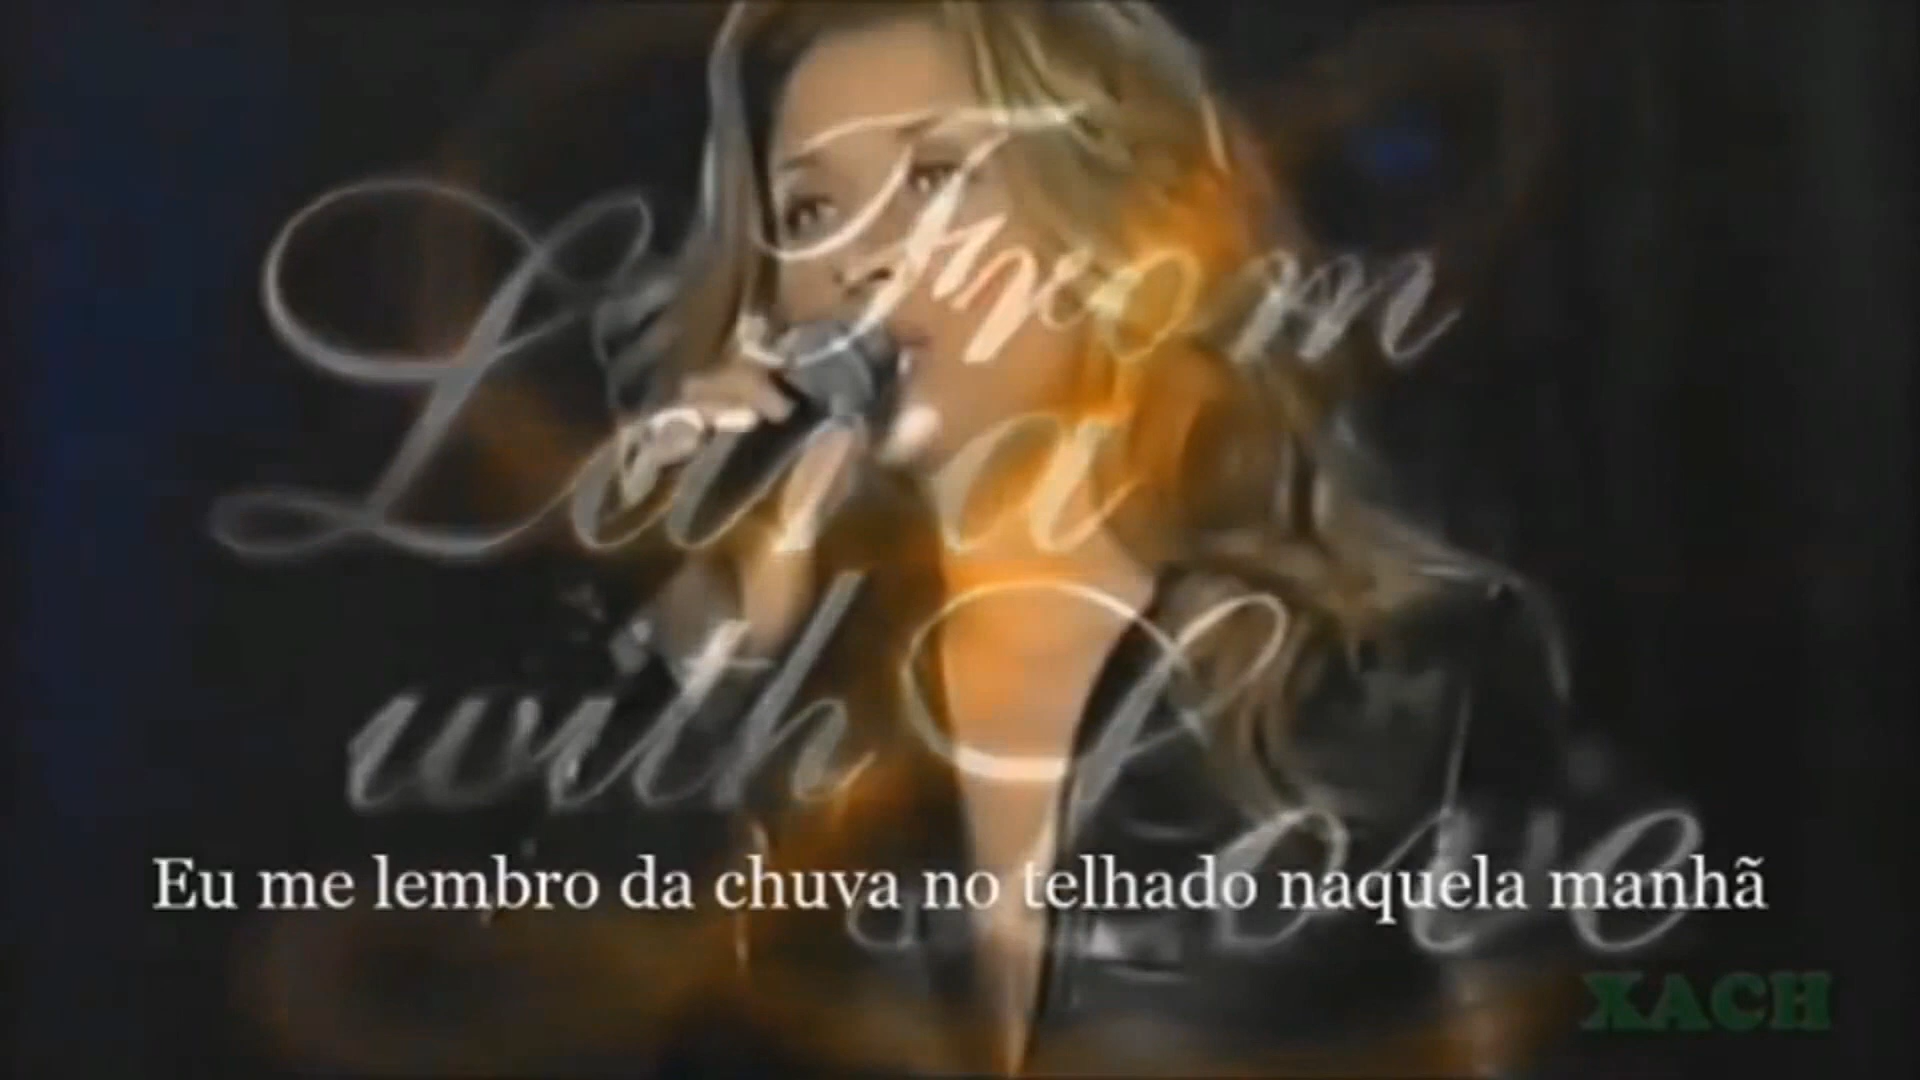 From
Lara
with Love
Eu me lembro da chuva no telhado naquela manhã
XACH